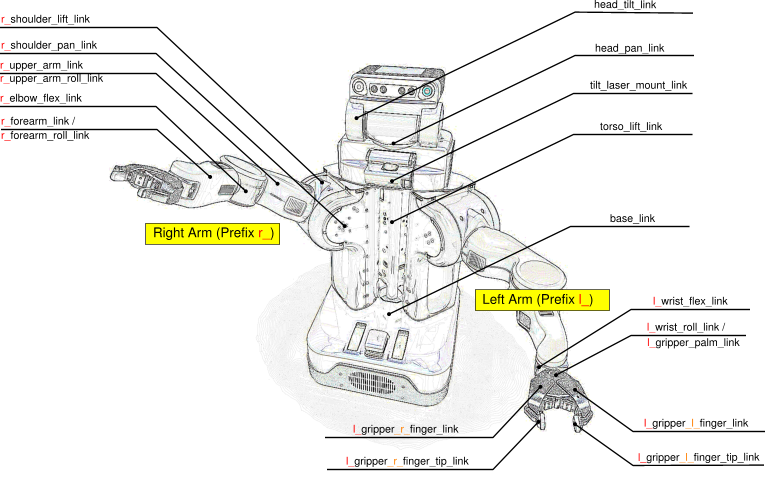 head_tilt_link
r_shoulder_lift_link
r_shoulder_pan_link
head_pan_link
r_upper_arm_link
r_upper_arm_roll_link
tilt_laser_mount_link
r_elbow_flex_link
r_forearm_link /
r_forearm_roll_link
torso_lift_link
Right Arm (Prefix r_)
base_link
Left Arm (Prefix l_)
l_wrist_flex_link
l_wrist_roll_link /
l_gripper_palm_link
l_gripper_r_finger_link
l_gripper_l_finger_link
l_gripper_r_finger_tip_link
l_gripper_l_finger_tip_link